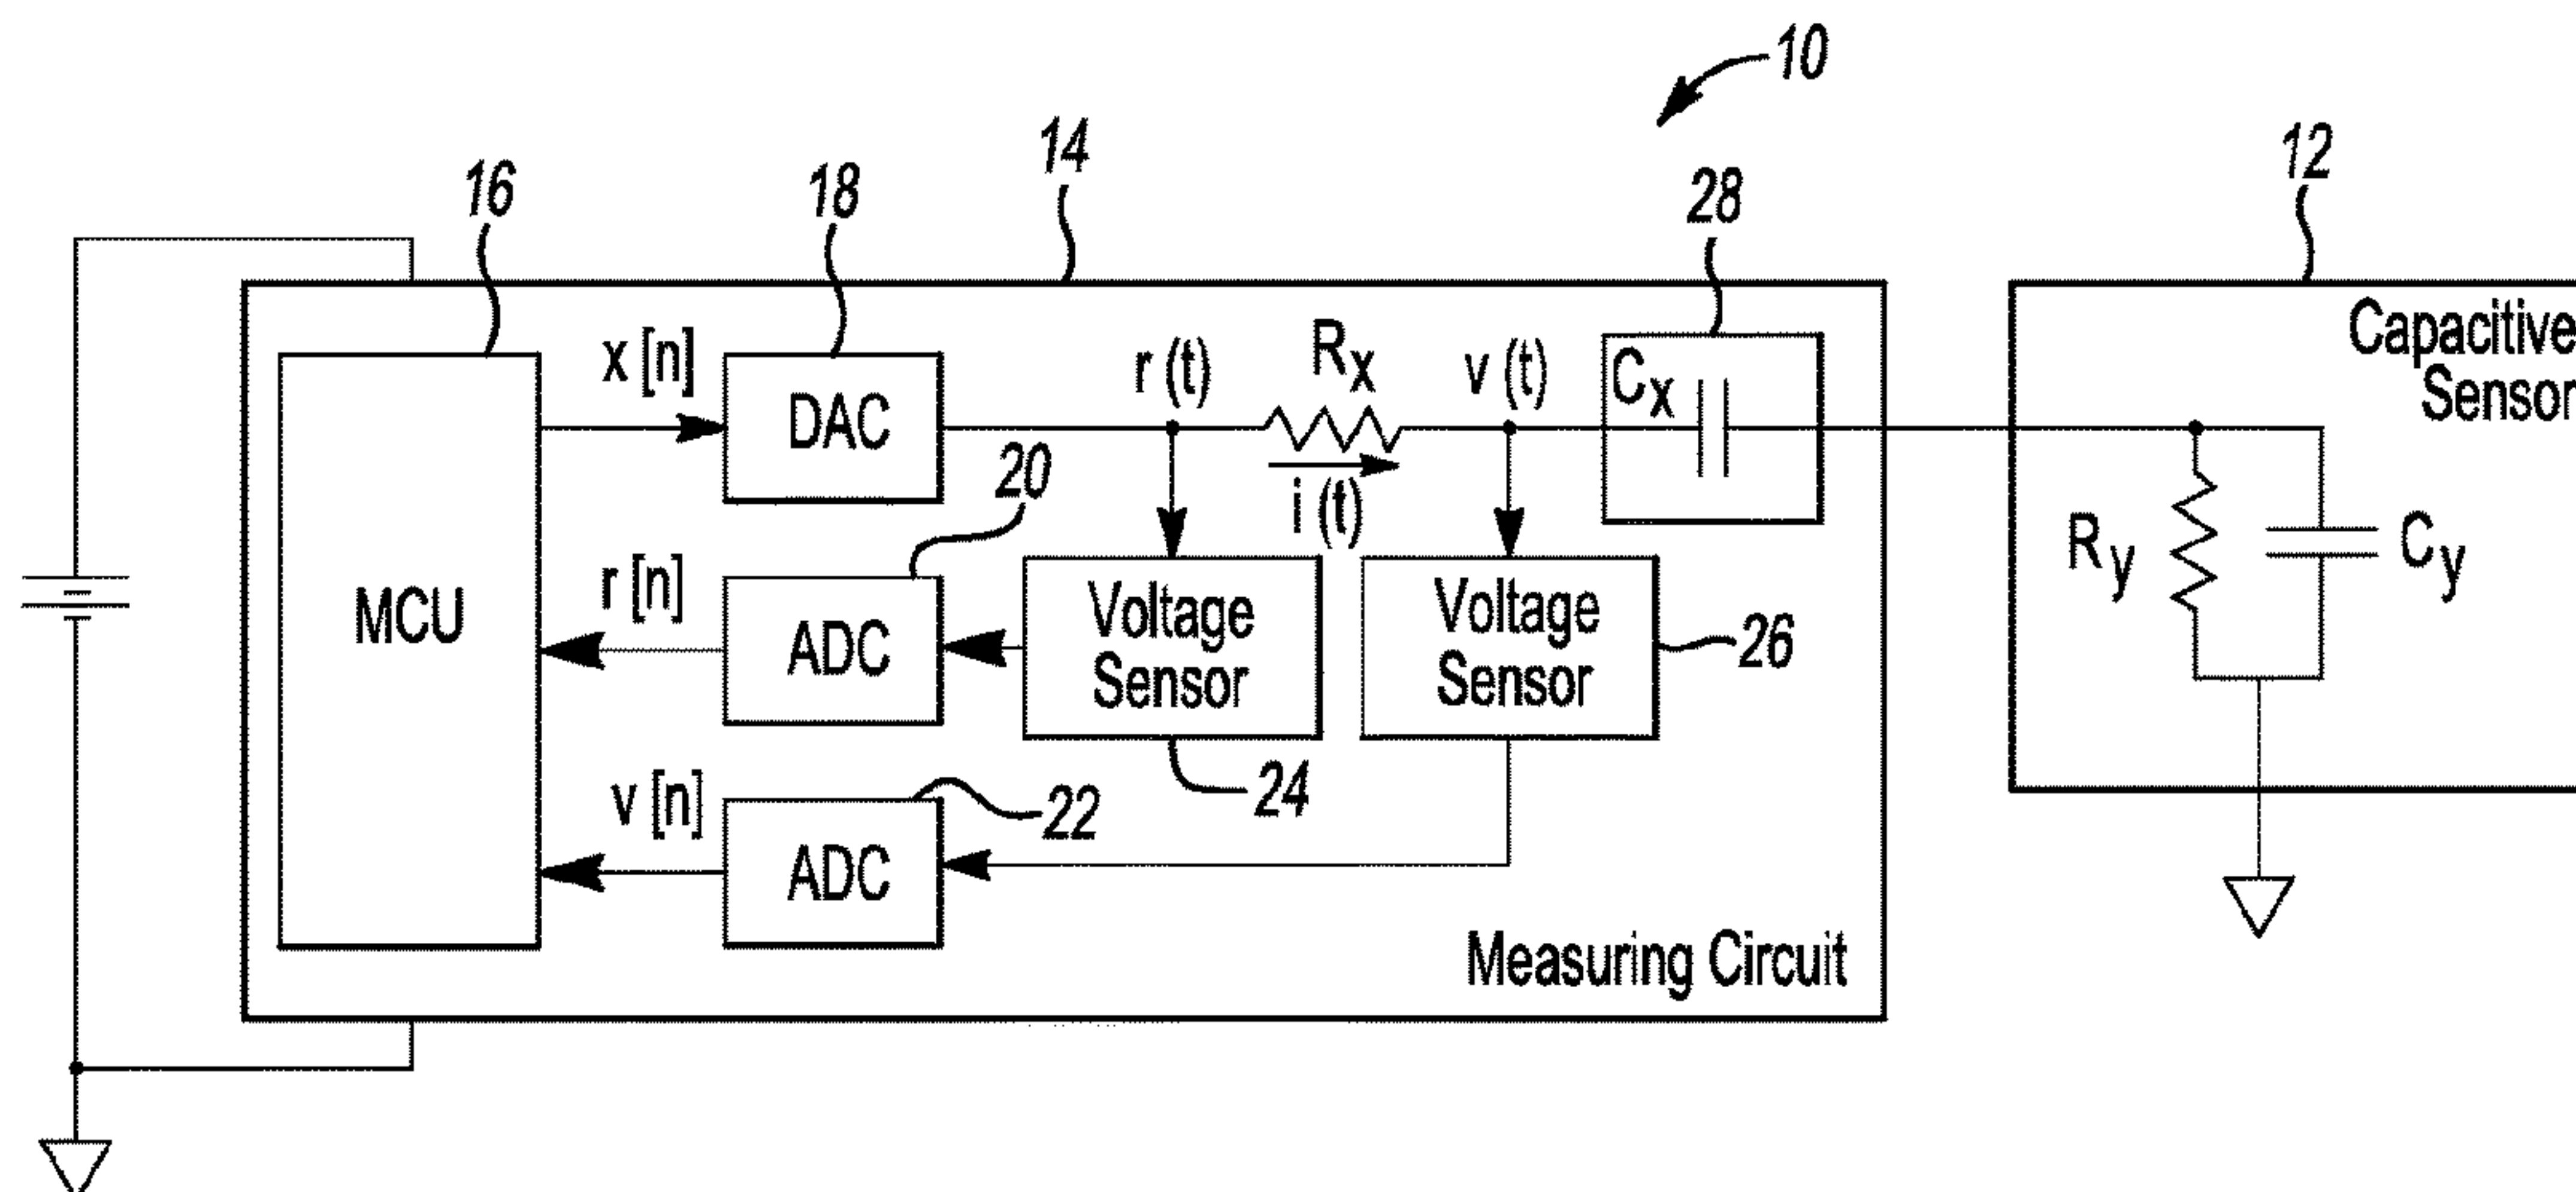 10
14
12
16
18
28
Capacitive
Sensor
x [n]
r (t)
Rx
v (t)
Cx
DAC
20
i (t)
Ry
Cy
r [n]
MCU
ADC
Voltage
Sensor
Voltage
Sensor
26
24
v [n]
22
ADC
Measuring Circuit